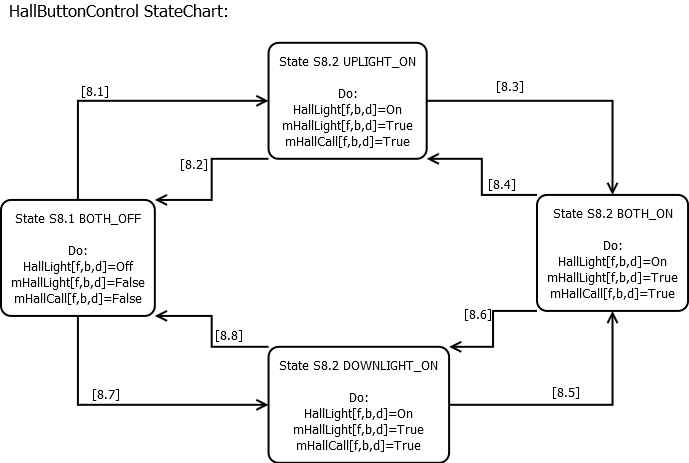 HallButtonControl StateChart:
State S8.2 UPLIGHT_ON
Do:
HallLight[f,b,d]=On
mHallLight[f,b,d]=True
mHallCall[f,b,d]=True
[8.1]
[8.3]
[8.2]
[8.4]
State S8.1 BOTH_OFF
Do:
HallLight[f,b,d]=Off
mHallLight[f,b,d]=False
mHallCall[f,b,d]=False
State S8.2 BOTH_ON
Do:
HallLight[f,b,d]=On
mHallLight[f,b,d]=True
mHallCall[f,b,d]=True
[8.8]
[8.6]
[8.7]
[8.5]
State S8.2 DOWNLIGHT_ON
Do:
HallLight[f,b,d]=On
mHallLight[f,b,d]=True
mHallCall[f,b,d]=True